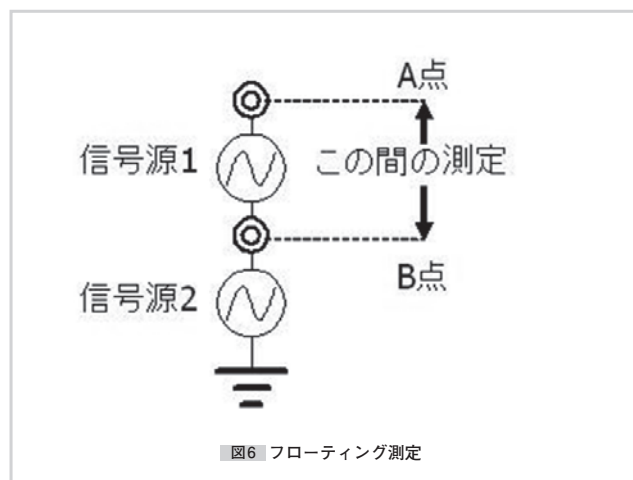 A点
信号源1
この間の測定
B点
信号源2
図6 フローティング測定